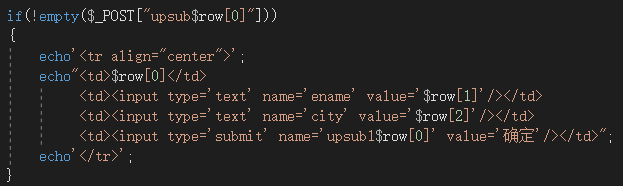 if(!empty($_POST["upsub$row[0]"]))
{
echo'<tr align="center">';
echo"<td>$row[0]</td>
<td><input type='text' name='ename' value='$row[1]'/></td>
<td><input type='text' name='city' value='$row[2]'/></td>
<td><input type='submit' name='upsub1$row[0]' value='确定'/></td>";
echo'</tr>';
}